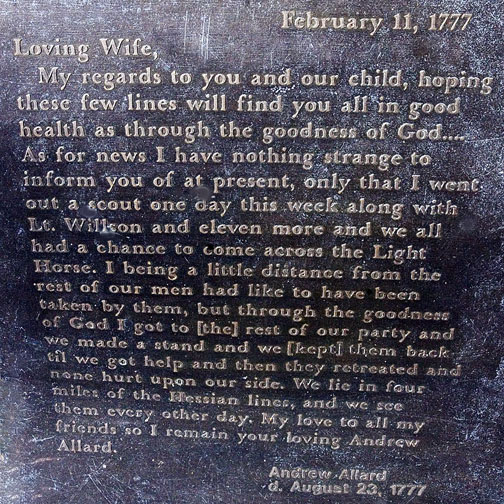 February 11, 1777
Loving Wife,
My regards to you and our child, hoping
these few lines will find you all in good
health as through the goodness of God....
As for news I have nothing strange to
inform you of at present, only that I went
out a scout one day this week along with
Lt. Willson and eleven more and we all
had a chance to come across the Light
Horse. I being a little distance from the
rest of our men had like to have been
taken by them, but through the goodness
of God I got to [the] rest of our party and
we made a stand and we [kept] them back
til we got help and then they retreated and
none hurt upon our side. We lie in four
miles of the Hessian lines, and we see
them every other day. My love to all my
friends so I remain your loving Andrew
Allard.
Andrew Allard
d. August 23, 1777